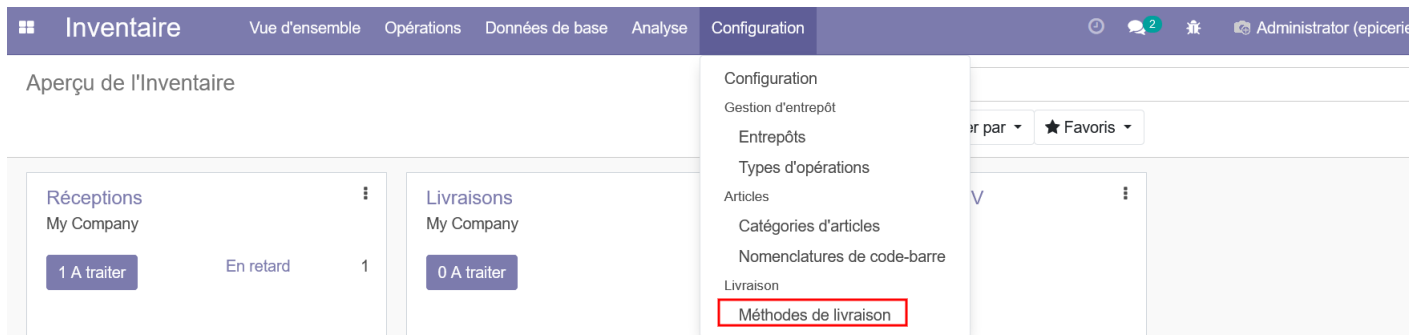 Inventaire Vue d'ensemble Opérations Données de base Analyse Configuration 2 Administrator (epicerie
Aperçu de l'Inventaire
Configuration
Gestion d'entrepôt
Entrepôts
Types d'opérations
Articles
Catégories d'articles
Nomenclatures de code-barre
Livraison
Méthodes de livraison
er par Favoris
Réceptions
My Company
1 A traiter En retard 1
Livraisons
My Company
0 A traiter
V